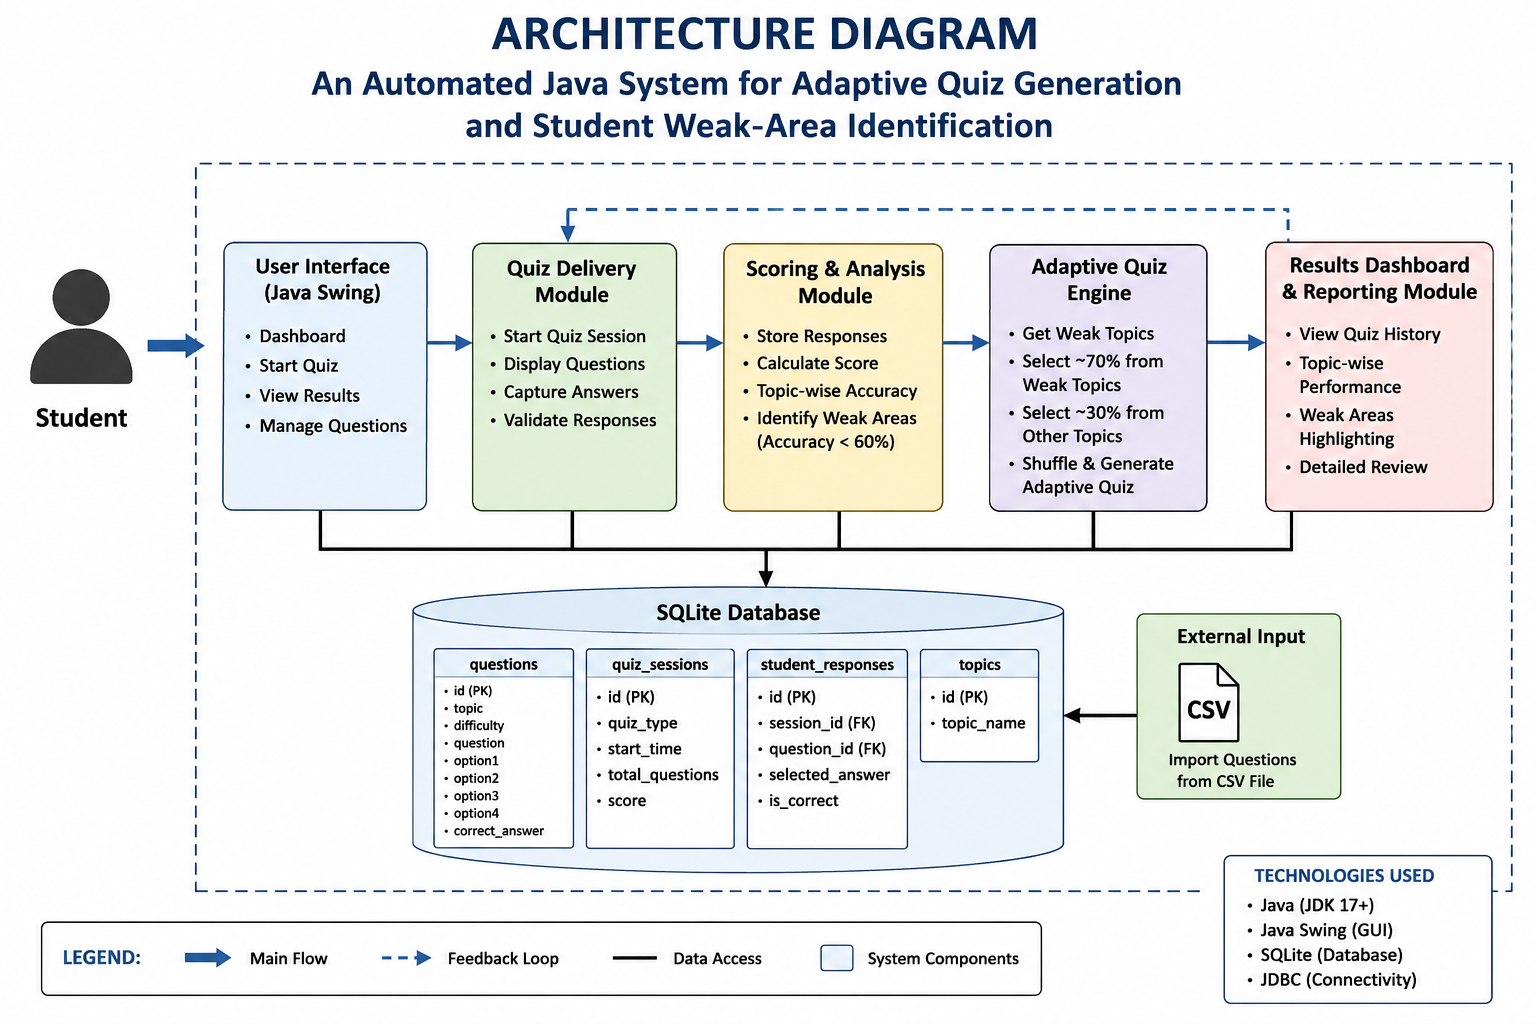 ARCHITECTURE DIAGRAM
An Automated Java System for Adaptive Quiz Generation
and Student Weak-Area Identification
Student
User Interface
(Java Swing)
• Dashboard
• Start Quiz
• View Results
• Manage Questions
Quiz Delivery
Module
• Start Quiz Session
• Display Questions
• Capture Answers
• Validate Responses
Scoring & Analysis
Module
• Store Responses
• Calculate Score
• Topic-wise Accuracy
• Identify Weak Areas
(Accuracy < 60%)
Adaptive Quiz
Engine
• Get Weak Topics
• Select ~70% from
Weak Topics
• Select ~30% from
Other Topics
• Shuffle & Generate
Adaptive Quiz
Results Dashboard
& Reporting Module
• View Quiz History
• Topic-wise
Performance
• Weak Areas
Highlighting
• Detailed Review
SQLite Database
questions
• id (PK)
• topic
• difficulty
• question
• option1
• option2
• option3
• option4
• correct_answer
quiz_sessions
• id (PK)
• quiz_type
• start_time
• total_questions
• score
student_responses
• id (PK)
• session_id (FK)
• question_id (FK)
• selected_answer
• is_correct
topics
• id (PK)
• topic_name
External Input
CSV
Import Questions
from CSV File
TECHNOLOGIES USED
• Java (JDK 17+)
• Java Swing (GUI)
• SQLite (Database)
• JDBC (Connectivity)
LEGEND:
Main Flow
Feedback Loop
Data Access
System Components